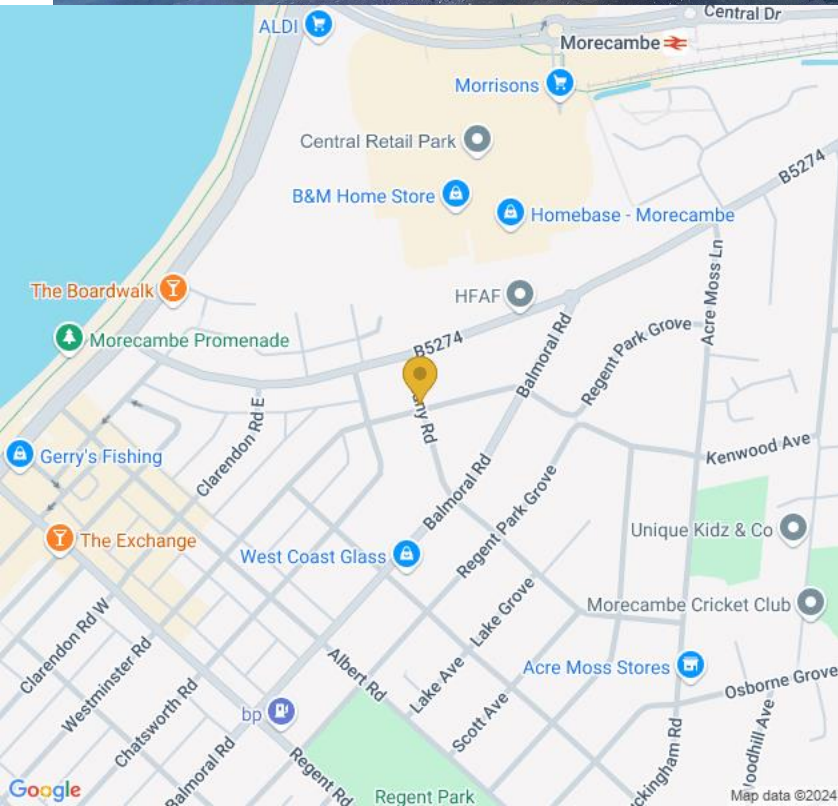 Central Dr
ALDI
Morecambe
Morrisons
Central Retail Park
B5274
B&M Home Store
Homebase - Morecambe
Acre Moss Ln
The Boardwalk
HFAF
Morecambe Promenade
B5274
Balmoral Rd
Regent Park Grove
Rd
Clarendon Rd E
Kenwood Ave
Gerry's Fishing
Balmoral Rd
Regent Park Grove
Unique Kidz & Co
The Exchange
West Coast Glass
Lake Grove
Morecambe Cricket Club
Clarendon Rd W
Westminster Rd
Albert Rd
Lake Ave
Acre Moss Stores
Osborne Grove
Chatsworth Rd
Scott Ave
bp
Balmoral Rd
Regent Rd
ckingham Rd
Woodhill Ave
Google
Regent Park
Map data ©2024